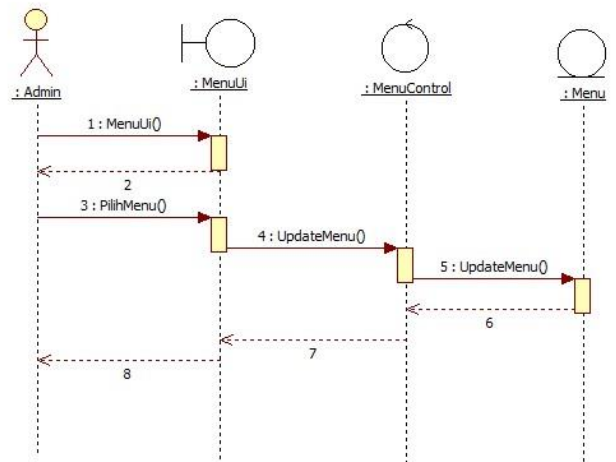 : Admin
: MenuUi
: MenuControl
: Menu
1 : MenuUi()
2
3 : PilihMenu()
4 : UpdateMenu()
5 : UpdateMenu()
6
7
8